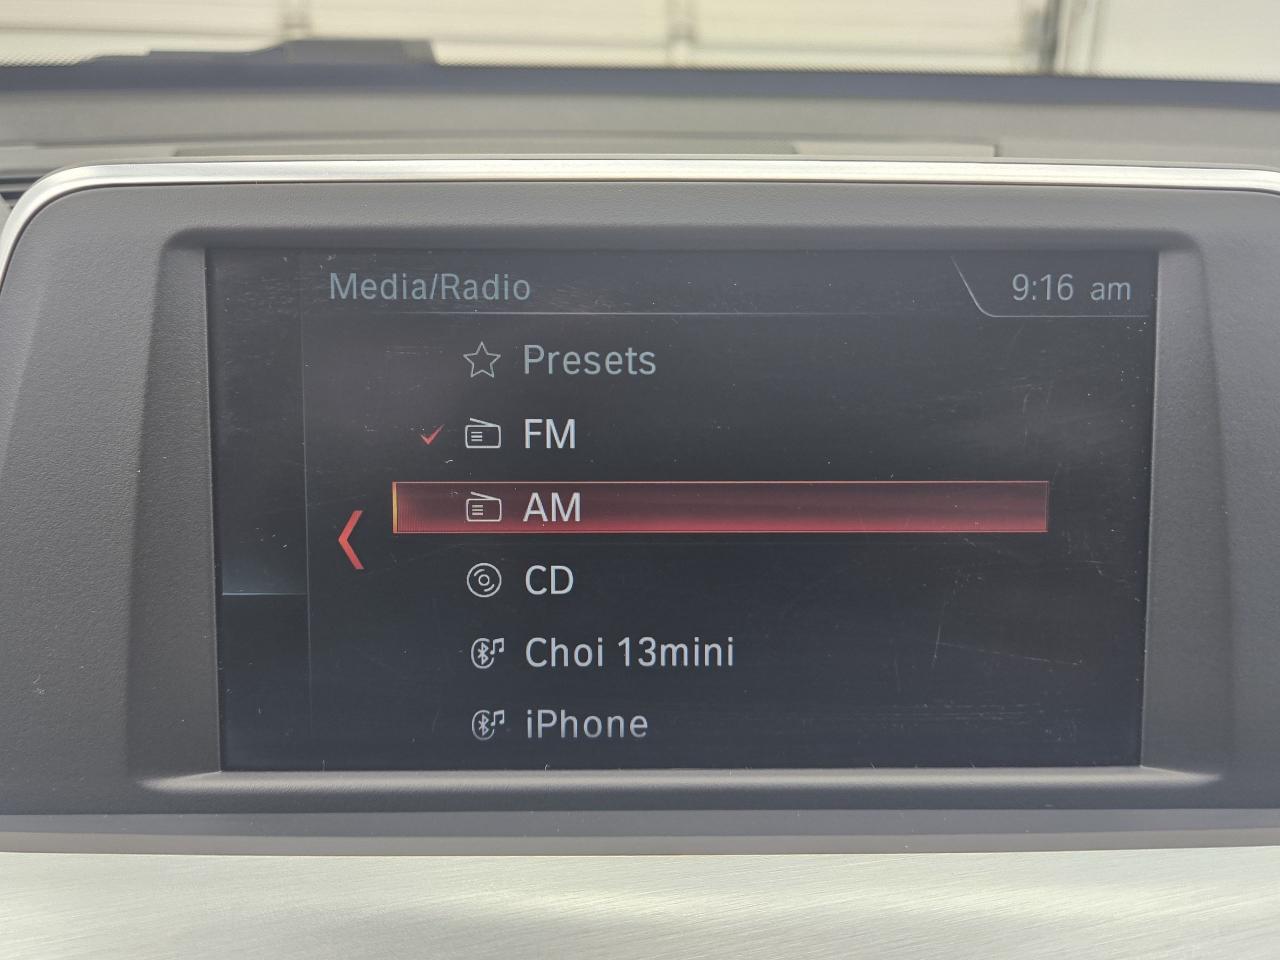 Media/Radio
9:16 am
Presets
FM
AM
CD
Choi 13mini
iPhone